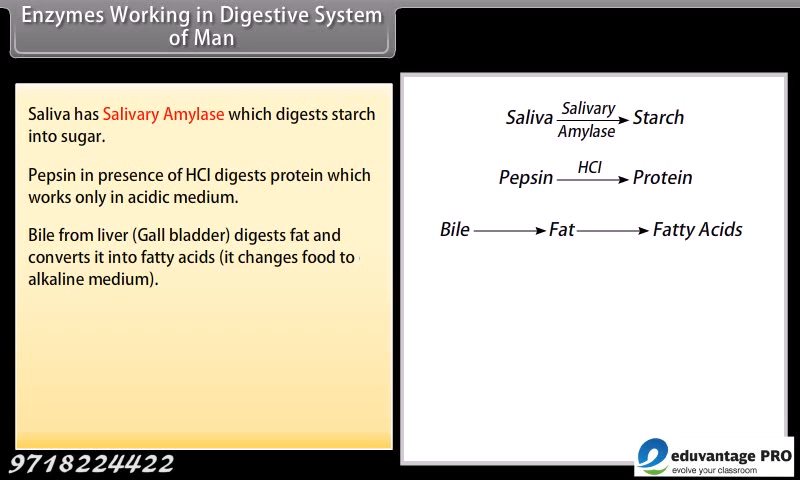 Enzymes Working in Digestive System
of Man
Saliva has Salivary Amylase which digests starch
into sugar.
Pepsin in presence of HCl digests protein which
works only in acidic medium.
Bile from liver (Gall bladder) digests fat and
converts it into fatty acids (it changes food to
alkaline medium).
Saliva Salivary Amylase Starch
Pepsin HCl Protein
Bile Fat Fatty Acids
9718224422
eduvantage PRO
evolve your classroom